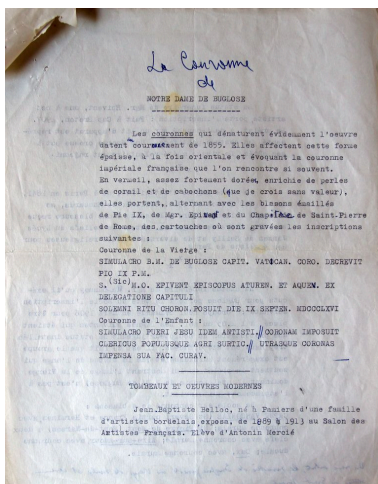 La Couronne
de
NOTRE DAME DE BUGLOSE
Les couronnes qui dénaturent évidemment l'oeuvre
datent de 1855. Elles affectent cette forme
épaisse, à la fois orientale et évoquant la couronne
impériale française que l'on rencontre si souvent.
En vermeil, assez fortement dorée, enrichie de perles
de corail et de cabochons (que je crois sans valeur),
elles portent, alternant avec les blasons émaillés
de Pie IX, de Mgr. Epivent et du Chapitre de Saint-Pierre
de Rome, des cartouches où sont gravées les inscriptions
suivantes :
Couronne de la Vierge :
SIMULACRO B.M. DE BUGLOSE CAPIT. VATICAN. CORO. DECREVIT
PIO IX P.M.
(Sic)
S. M.O. EPIVENT EPISCOPUS ATUREN. ET AQUEN. EX
DELEGATIONE CAPITULI
SOLEMNI RITU CHORON.POSUIT DIE IX SEPTEN. MDCCCLXVI
Couronne de l'Enfant :
SIMULACRO PUERI JESU IDEM ANTISTI.// CORONAM IMPOSUIT
CLERICUS POPULUSQUE AGRI SURTIC.// UTRASQUE CORONAS
IMPENSA SUA FAC. CURAV.
TOMBEAUX ET OEUVRES MODERNES
Jean.Baptiste Belloc, né à Pamiers d'une famille
d'artistes bordelais exposa, de 1889 à 1913 au Salon des
Artistes Français. Elève d'Antonin Mercié